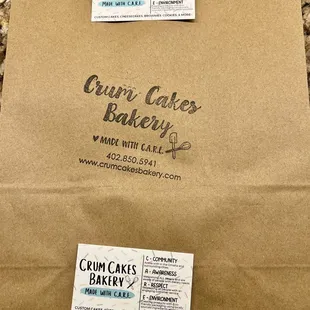 MADE WITH C.A.R.E.
E - ENVIRONMENT
CUSTOM CAKES, CHEESECAKES, BROWNIES, COOKIES, & MORE
Crum Cakes
Bakery
MADE WITH C.A.R.E.
402.850.5941
www.crumcakesbakery.com
CRUM CAKES
BAKERY
MADE WITH C.A.R.E.
C - COMMUNITY
A - AWARENESS
R - RESPECT
E - ENVIRONMENT